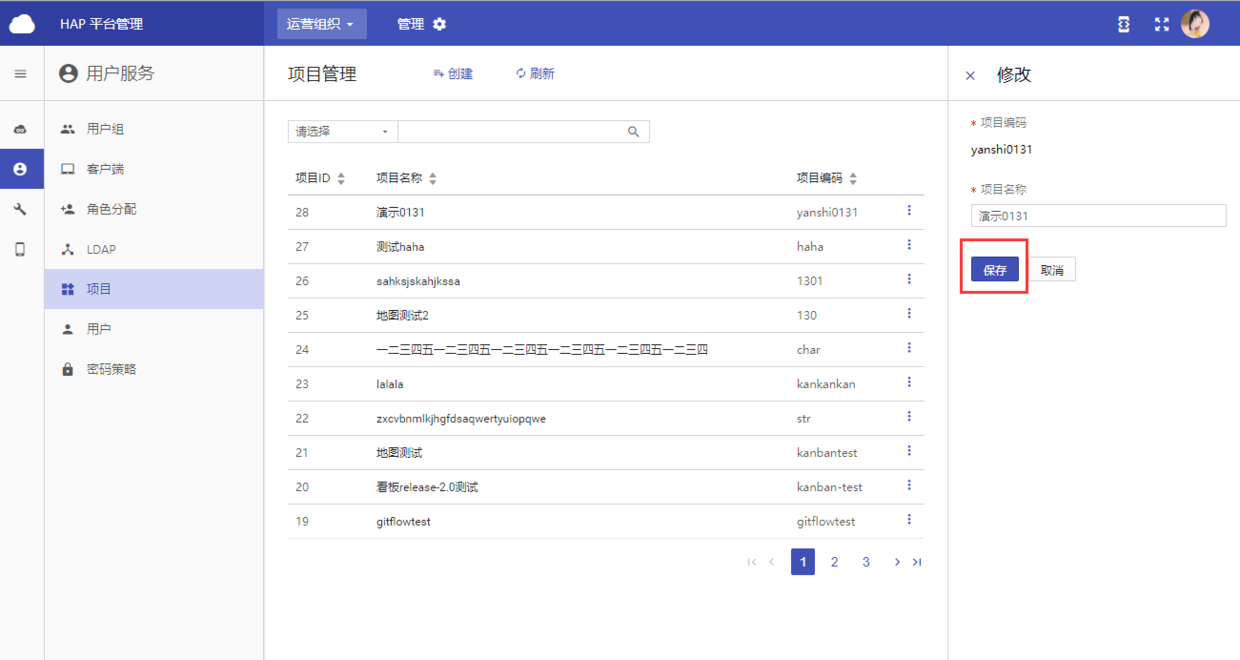 HAP 平台管理
运营组织
管理
用户服务
用户组
客户端
角色分配
LDAP
项目
用户
密码策略
项目管理
创建
刷新
请选择
项目ID 项目名称 项目编码
28 演示0131 yanshi0131
27 测试haha haha
26 sahksjskahjkssa 1301
25 地图测试2 130
24 一二三四五一二三四五一二三四五一二三四五一二三四五一二三四 char
23 lalala kankankan
22 zxcvbnmlkjhgfdsaqwertyuiopqwe str
21 地图测试 kanbantest
20 看板release-2.0测试 kanban-test
19 gitflowtest gitflowtest
1 2 3
修改
* 项目编码
yanshi0131
* 项目名称
演示0131
保存 取消